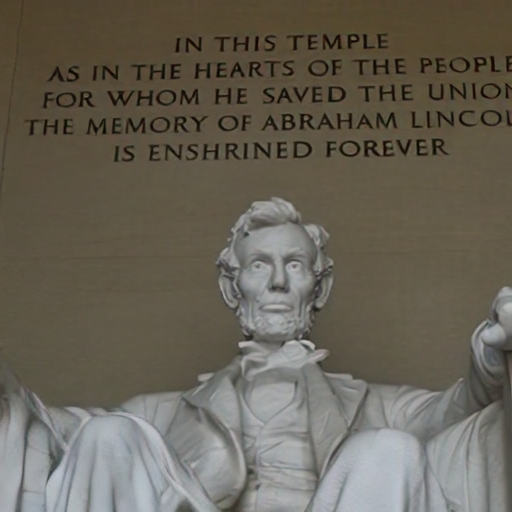 IN THIS TEMPLE
AS IN THE HEARTS OF THE PEOPLE
FOR WHOM HE SAVED THE UNION
THE MEMORY OF ABRAHAM LINCOL
IS ENSHRINED FOREVER